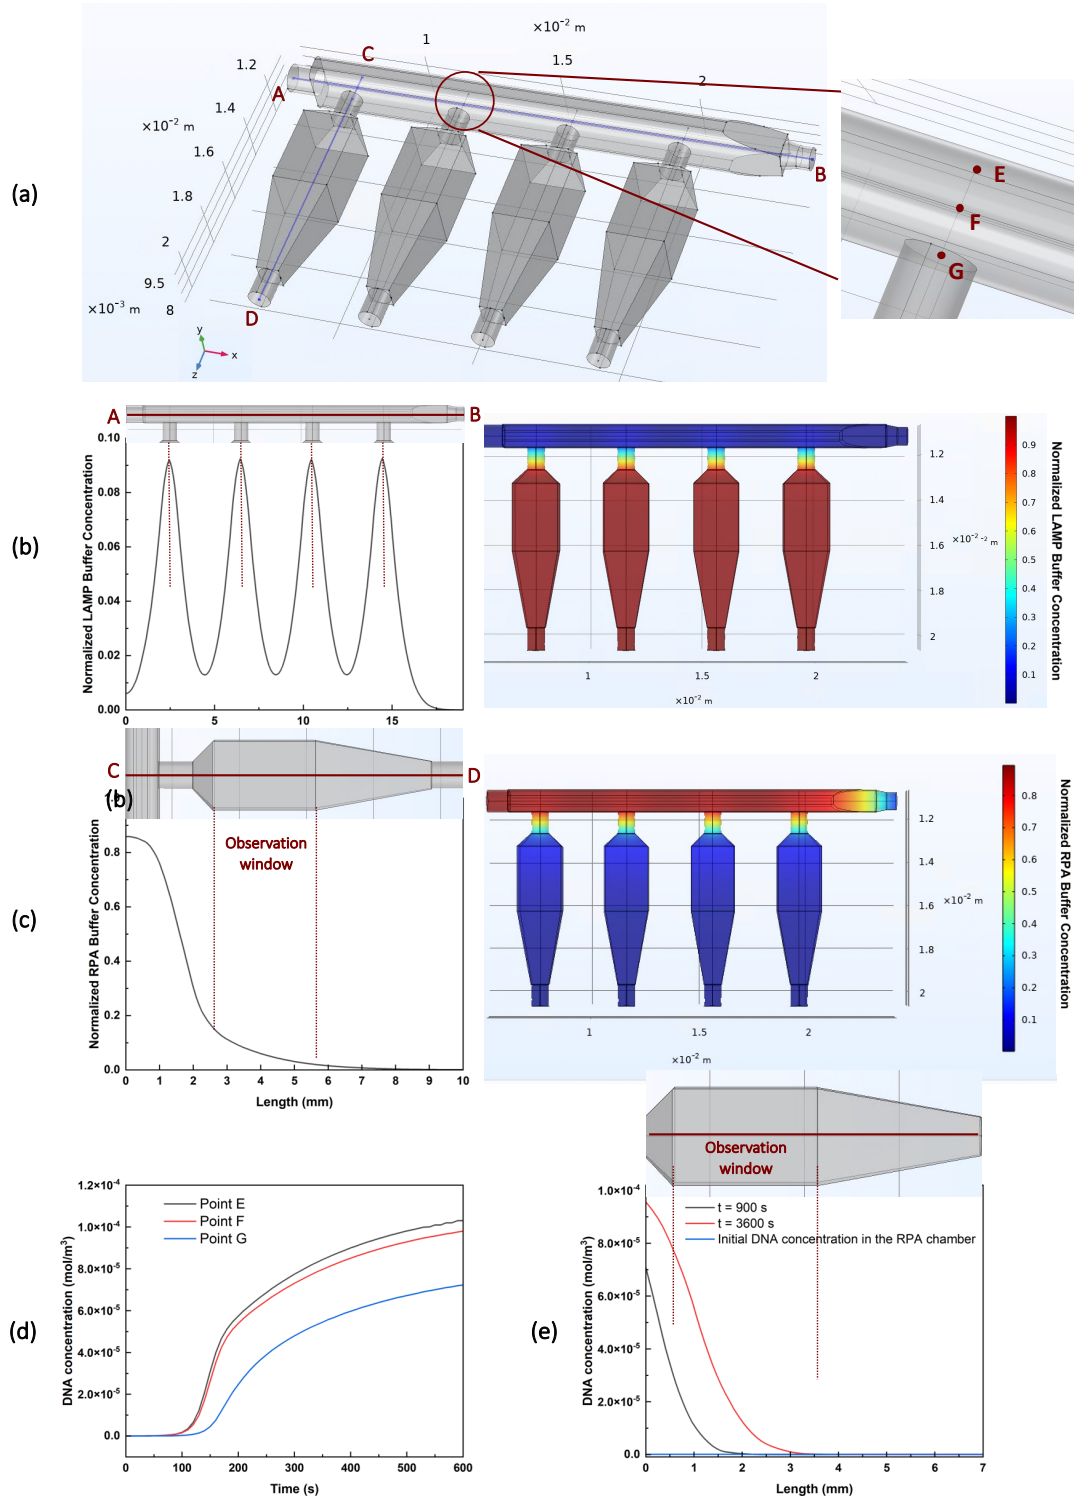 (a)
×10⁻² m
1
1.5
2
C
1.2
A
1.4
×10⁻² m
1.6
1.8
2
9.5
×10⁻³ m
8
D
B
y
x
z
E
F
G
(b)
A
B
0.10
0.08
0.06
0.04
0.02
0.00
Normalized LAMP Buffer Concentration
0
5
10
15
1.2
1.4
×10⁻² ⁻² m
1.6
1.8
2
1
1.5
2
×10⁻² m
0.9
0.8
0.7
0.6
0.5
0.4
0.3
0.2
0.1
Normalized LAMP Buffer Concentration
(c)
C
D
(b)
0.8
0.6
0.4
0.2
0.0
Normalized RPA Buffer Concentration
Observation
window
0 1 2 3 4 5 6 7 8 9 10
Length (mm)
1.2
1.4
×10⁻² m
1.6
1.8
2
1
1.5
2
×10⁻² m
0.9
0.8
0.7
0.6
0.5
0.4
0.3
0.2
0.1
Normalized RPA Buffer Concentration
(d)
1.2×10⁻⁴
1.0×10⁻⁴
8.0×10⁻⁵
6.0×10⁻⁵
4.0×10⁻⁵
2.0×10⁻⁵
0.0
DNA concentration (mol/m³)
Point E
Point F
Point G
0 100 200 300 400 500 600
Time (s)
(e)
Observation
window
1.0×10⁻⁴
8.0×10⁻⁵
6.0×10⁻⁵
4.0×10⁻⁵
2.0×10⁻⁵
0.0
DNA concentration (mol/m³)
t = 900 s
t = 3600 s
Initial DNA concentration in the RPA chamber
0 1 2 3 4 5 6 7
Length (mm)